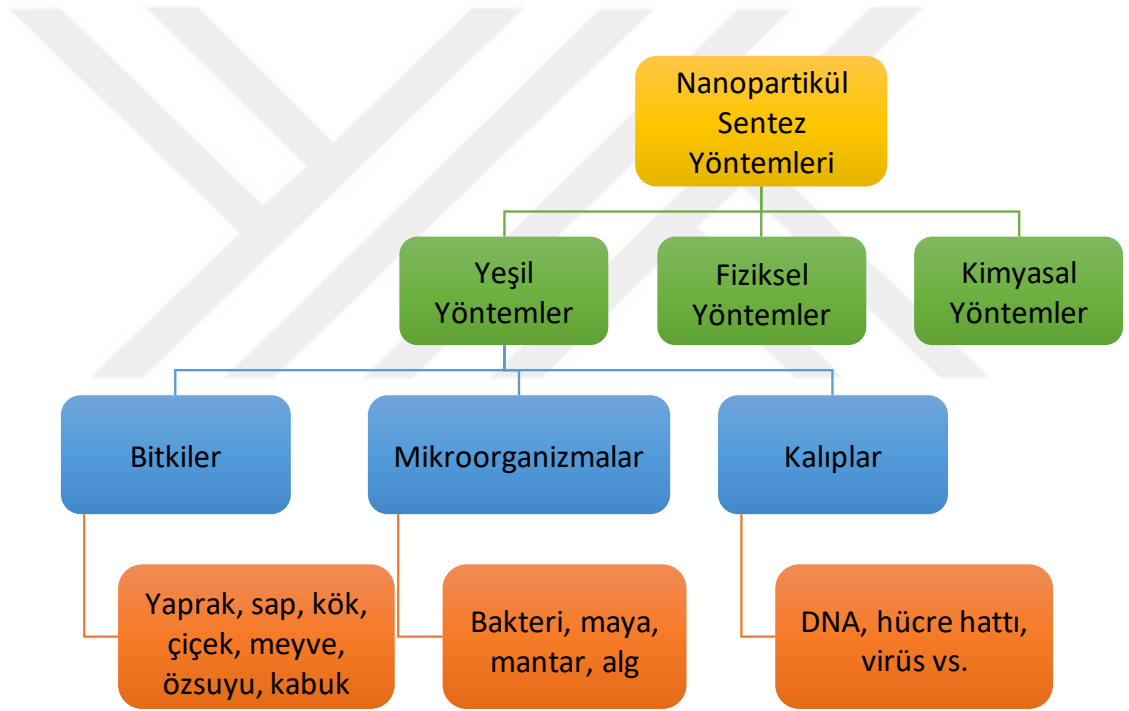 Nanopartikül
Sentez
Yöntemleri
Yeşil
Yöntemler
Fiziksel
Yöntemler
Kimyasal
Yöntemler
Bitkiler
Mikroorganizmalar
Kalıplar
Yaprak, sap, kök,
çiçek, meyve,
özsuyu, kabuk
Bakteri, maya,
mantar, alg
DNA, hücre hattı,
virüs vs.